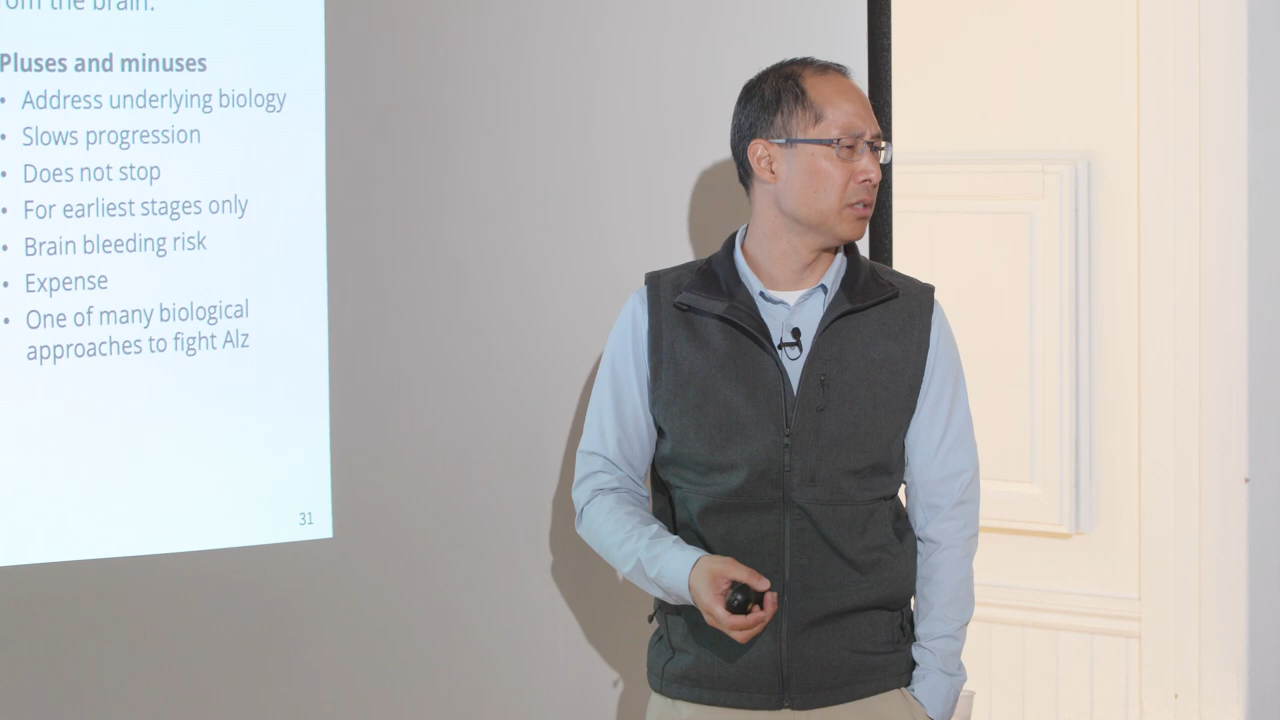 from the brain.
Pluses and minuses
• Address underlying biology
• Slows progression
• Does not stop
• For earliest stages only
• Brain bleeding risk
• Expense
• One of many biological
approaches to fight Alz
31